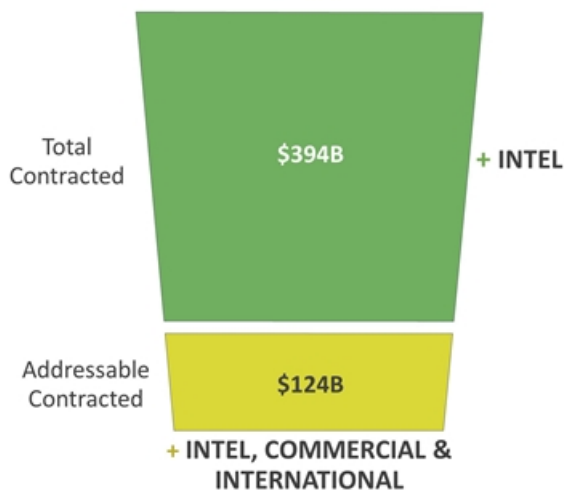 Total
Contracted
$394B
+ INTEL
Addressable
Contracted
$124B
+ INTEL, COMMERCIAL &
INTERNATIONAL